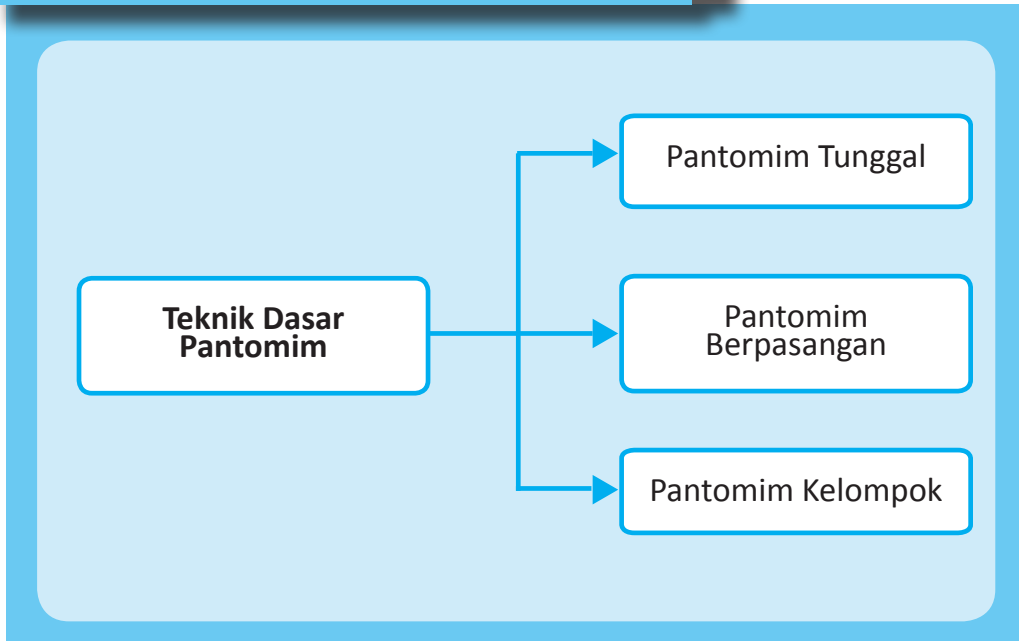 Pantomim Tunggal
Teknik Dasar
Pantomim
Pantomim
Berpasangan
Pantomim Kelompok